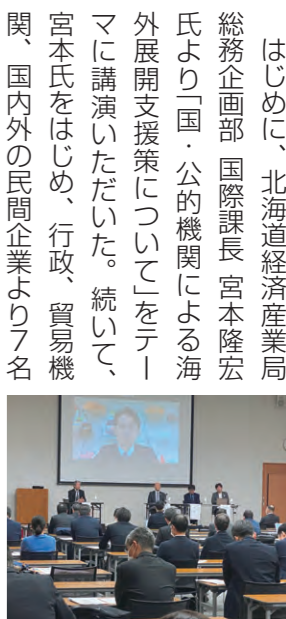 はじめに、北海道経済産業局
総務企画部 国際課長 宮本隆宏
氏より「国・公的機関による海
外展開支援策について」をテー
マに講演いただいた。続いて、
宮本氏をはじめ、行政、貿易機
関、国内外の民間企業より7名